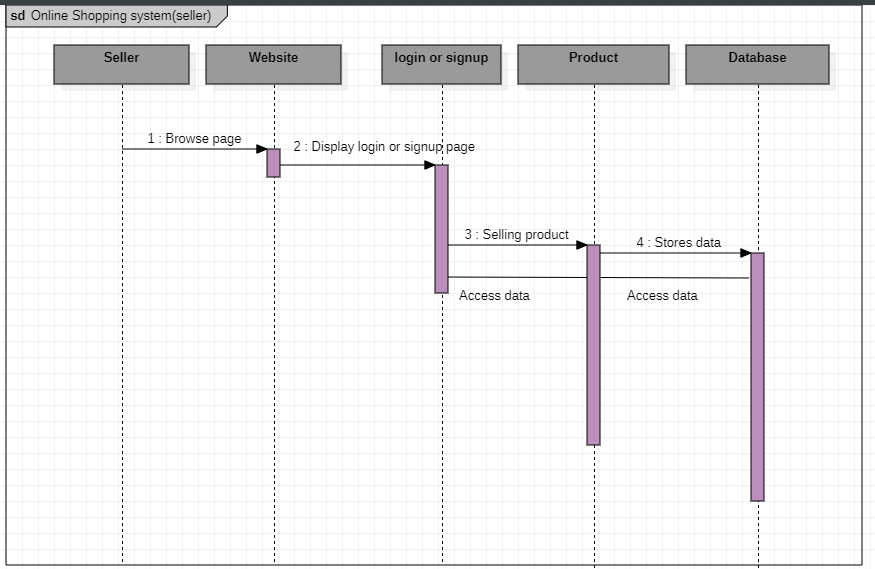 sd Online Shopping system(seller)
Seller
Website
login or signup
Product
Database
1 : Browse page
2 : Display login or signup page
3 : Selling product
4 : Stores data
Access data
Access data